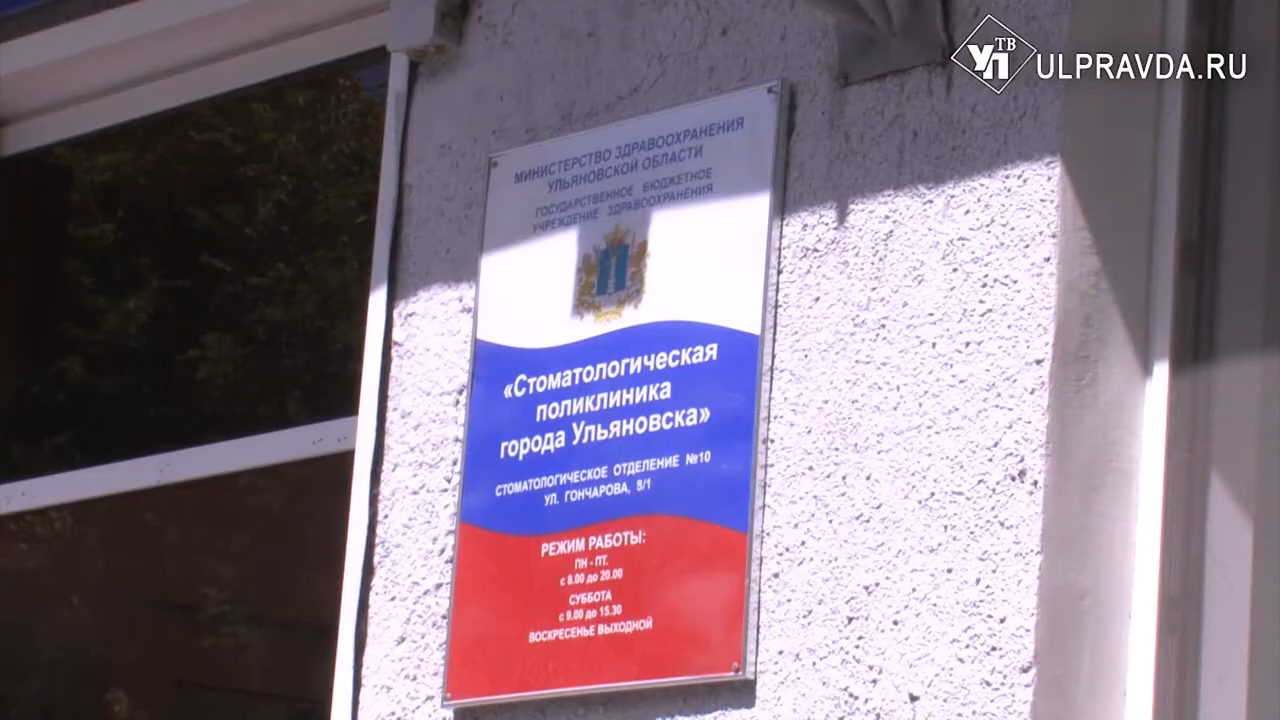 УП ТВ ULPRAVDA.RU
МИНИСТЕРСТВО ЗДРАВООХРАНЕНИЯ
УЛЬЯНОВСКОЙ ОБЛАСТИ
ГОСУДАРСТВЕННОЕ БЮДЖЕТНОЕ
УЧРЕЖДЕНИЕ ЗДРАВООХРАНЕНИЯ
«Стоматологическая
поликлиника
города Ульяновска»
СТОМАТОЛОГИЧЕСКОЕ ОТДЕЛЕНИЕ №10
УЛ. ГОНЧАРОВА, 8/1
РЕЖИМ РАБОТЫ:
ПН - ПТ.
с 8.00 до 20.00
СУББОТА
с 9.00 до 15.30
ВОСКРЕСЕНЬЕ ВЫХОДНОЙ